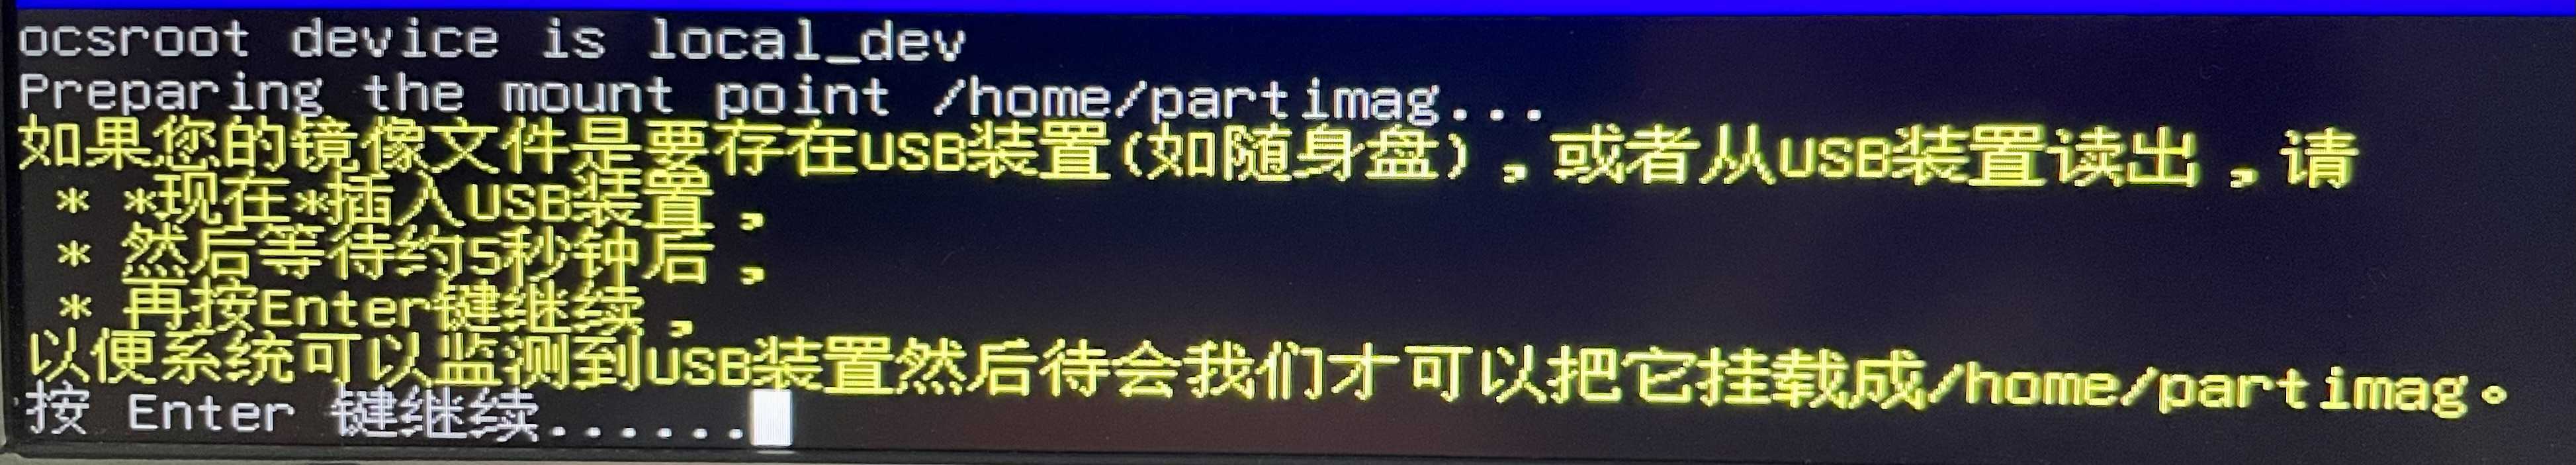 ocsroot device is local_dev
Preparing the mount point /home/partimag...
如果您的镜像文件是要存在USB装置(如随身盘)，或者从USB装置读出，请
* *现在*插入USB装置，
* 然后等待约5秒钟后，
* 再按Enter键继续，
以便系统可以监测到USB装置然后待会我们才可以把它挂载成/home/partimag。
按 Enter 键继续......